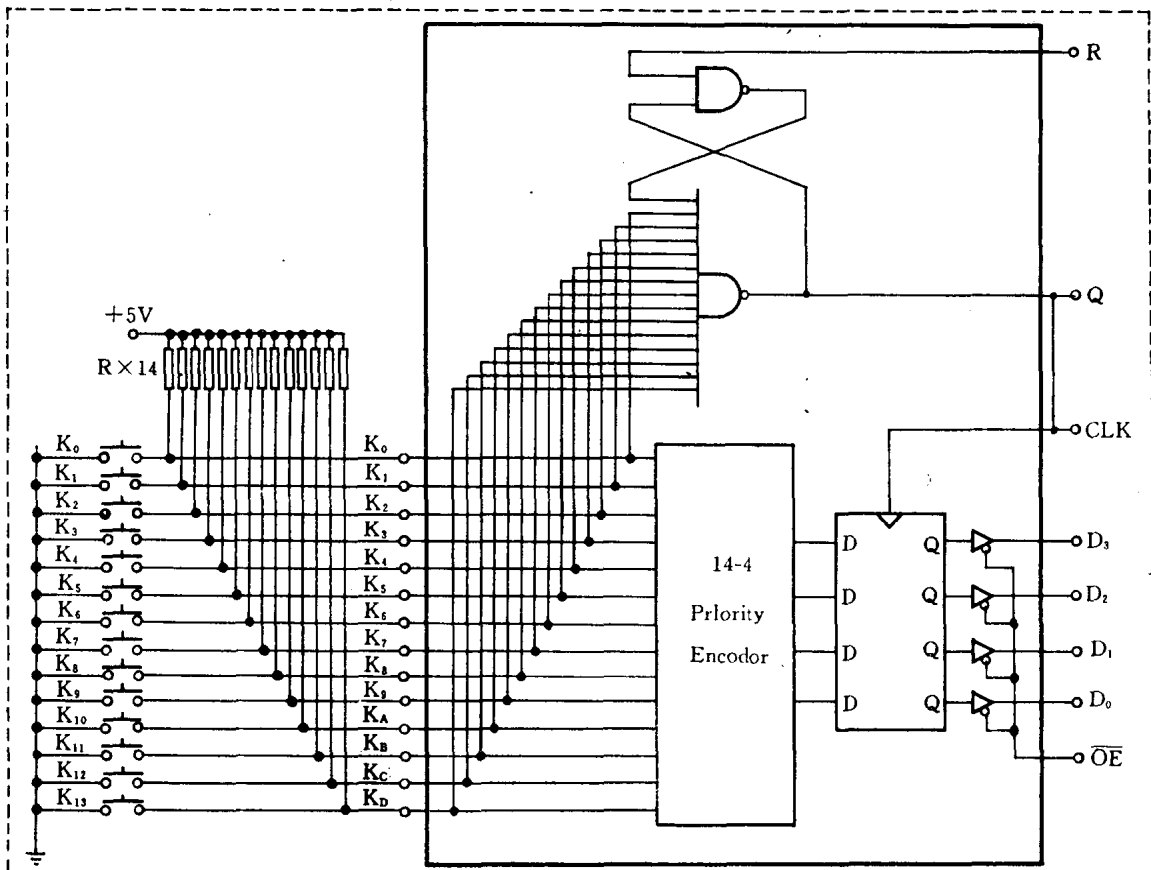 R
Q
+5V
R×14
CLK
K₀ K₀
K₁ K₁
K₂ K₂
K₃ K₃
K₄ K₄
K₅ K₅
K₆ K₆
K₇ K₇
K₈ K₈
K₉ K₉
K₁₀ K_A
K₁₁ K_B
K₁₂ K_C
K₁₃ K_D
14-4
Prlority
Encodor
D Q D₃
D Q D₂
D Q D₁
D Q D₀
O̅E̅